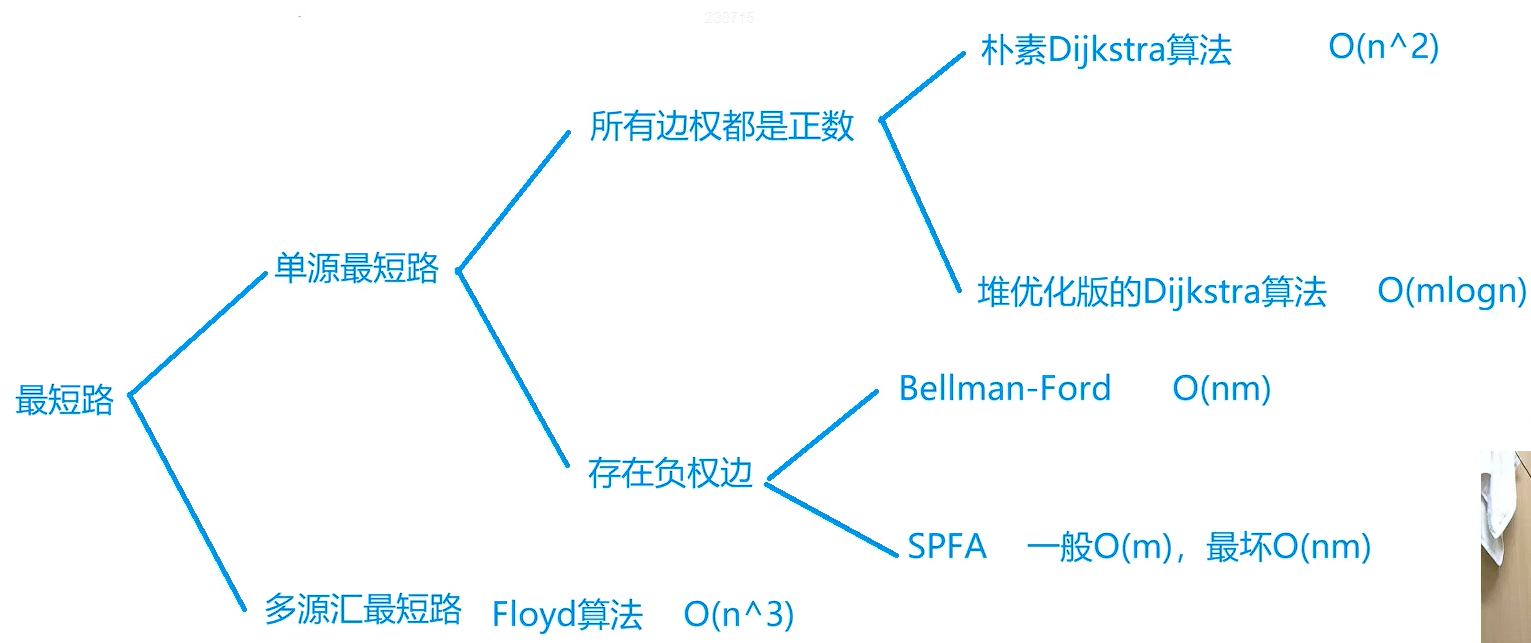 238715
朴素Dijkstra算法 O(n^2)
所有边权都是正数
单源最短路
堆优化版的Dijkstra算法 O(mlogn)
最短路
Bellman-Ford O(nm)
存在负权边
SPFA 一般O(m)，最坏O(nm)
多源汇最短路 Floyd算法 O(n^3)